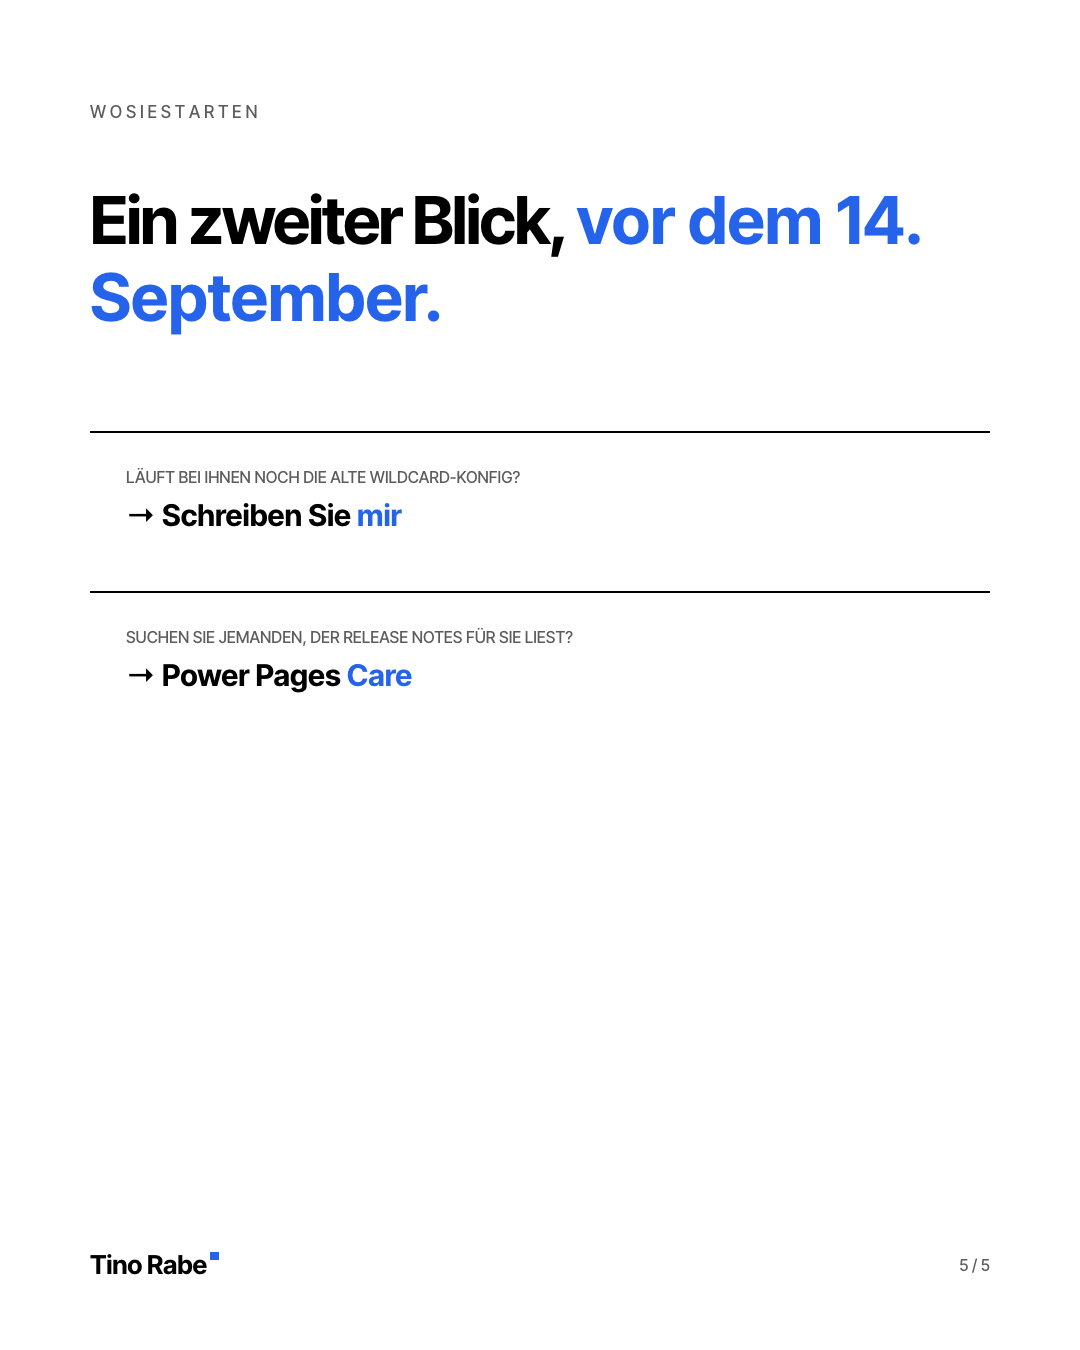 WOSIESTARTEN
Ein zweiter Blick, vor dem 14.
September.
LÄUFT BEI IHNEN NOCH DIE ALTE WILDCARD-KONFIG?
→ Schreiben Sie mir
SUCHEN SIE JEMANDEN, DER RELEASE NOTES FÜR SIE LIEST?
→ Power Pages Care
Tino Rabe
5 / 5